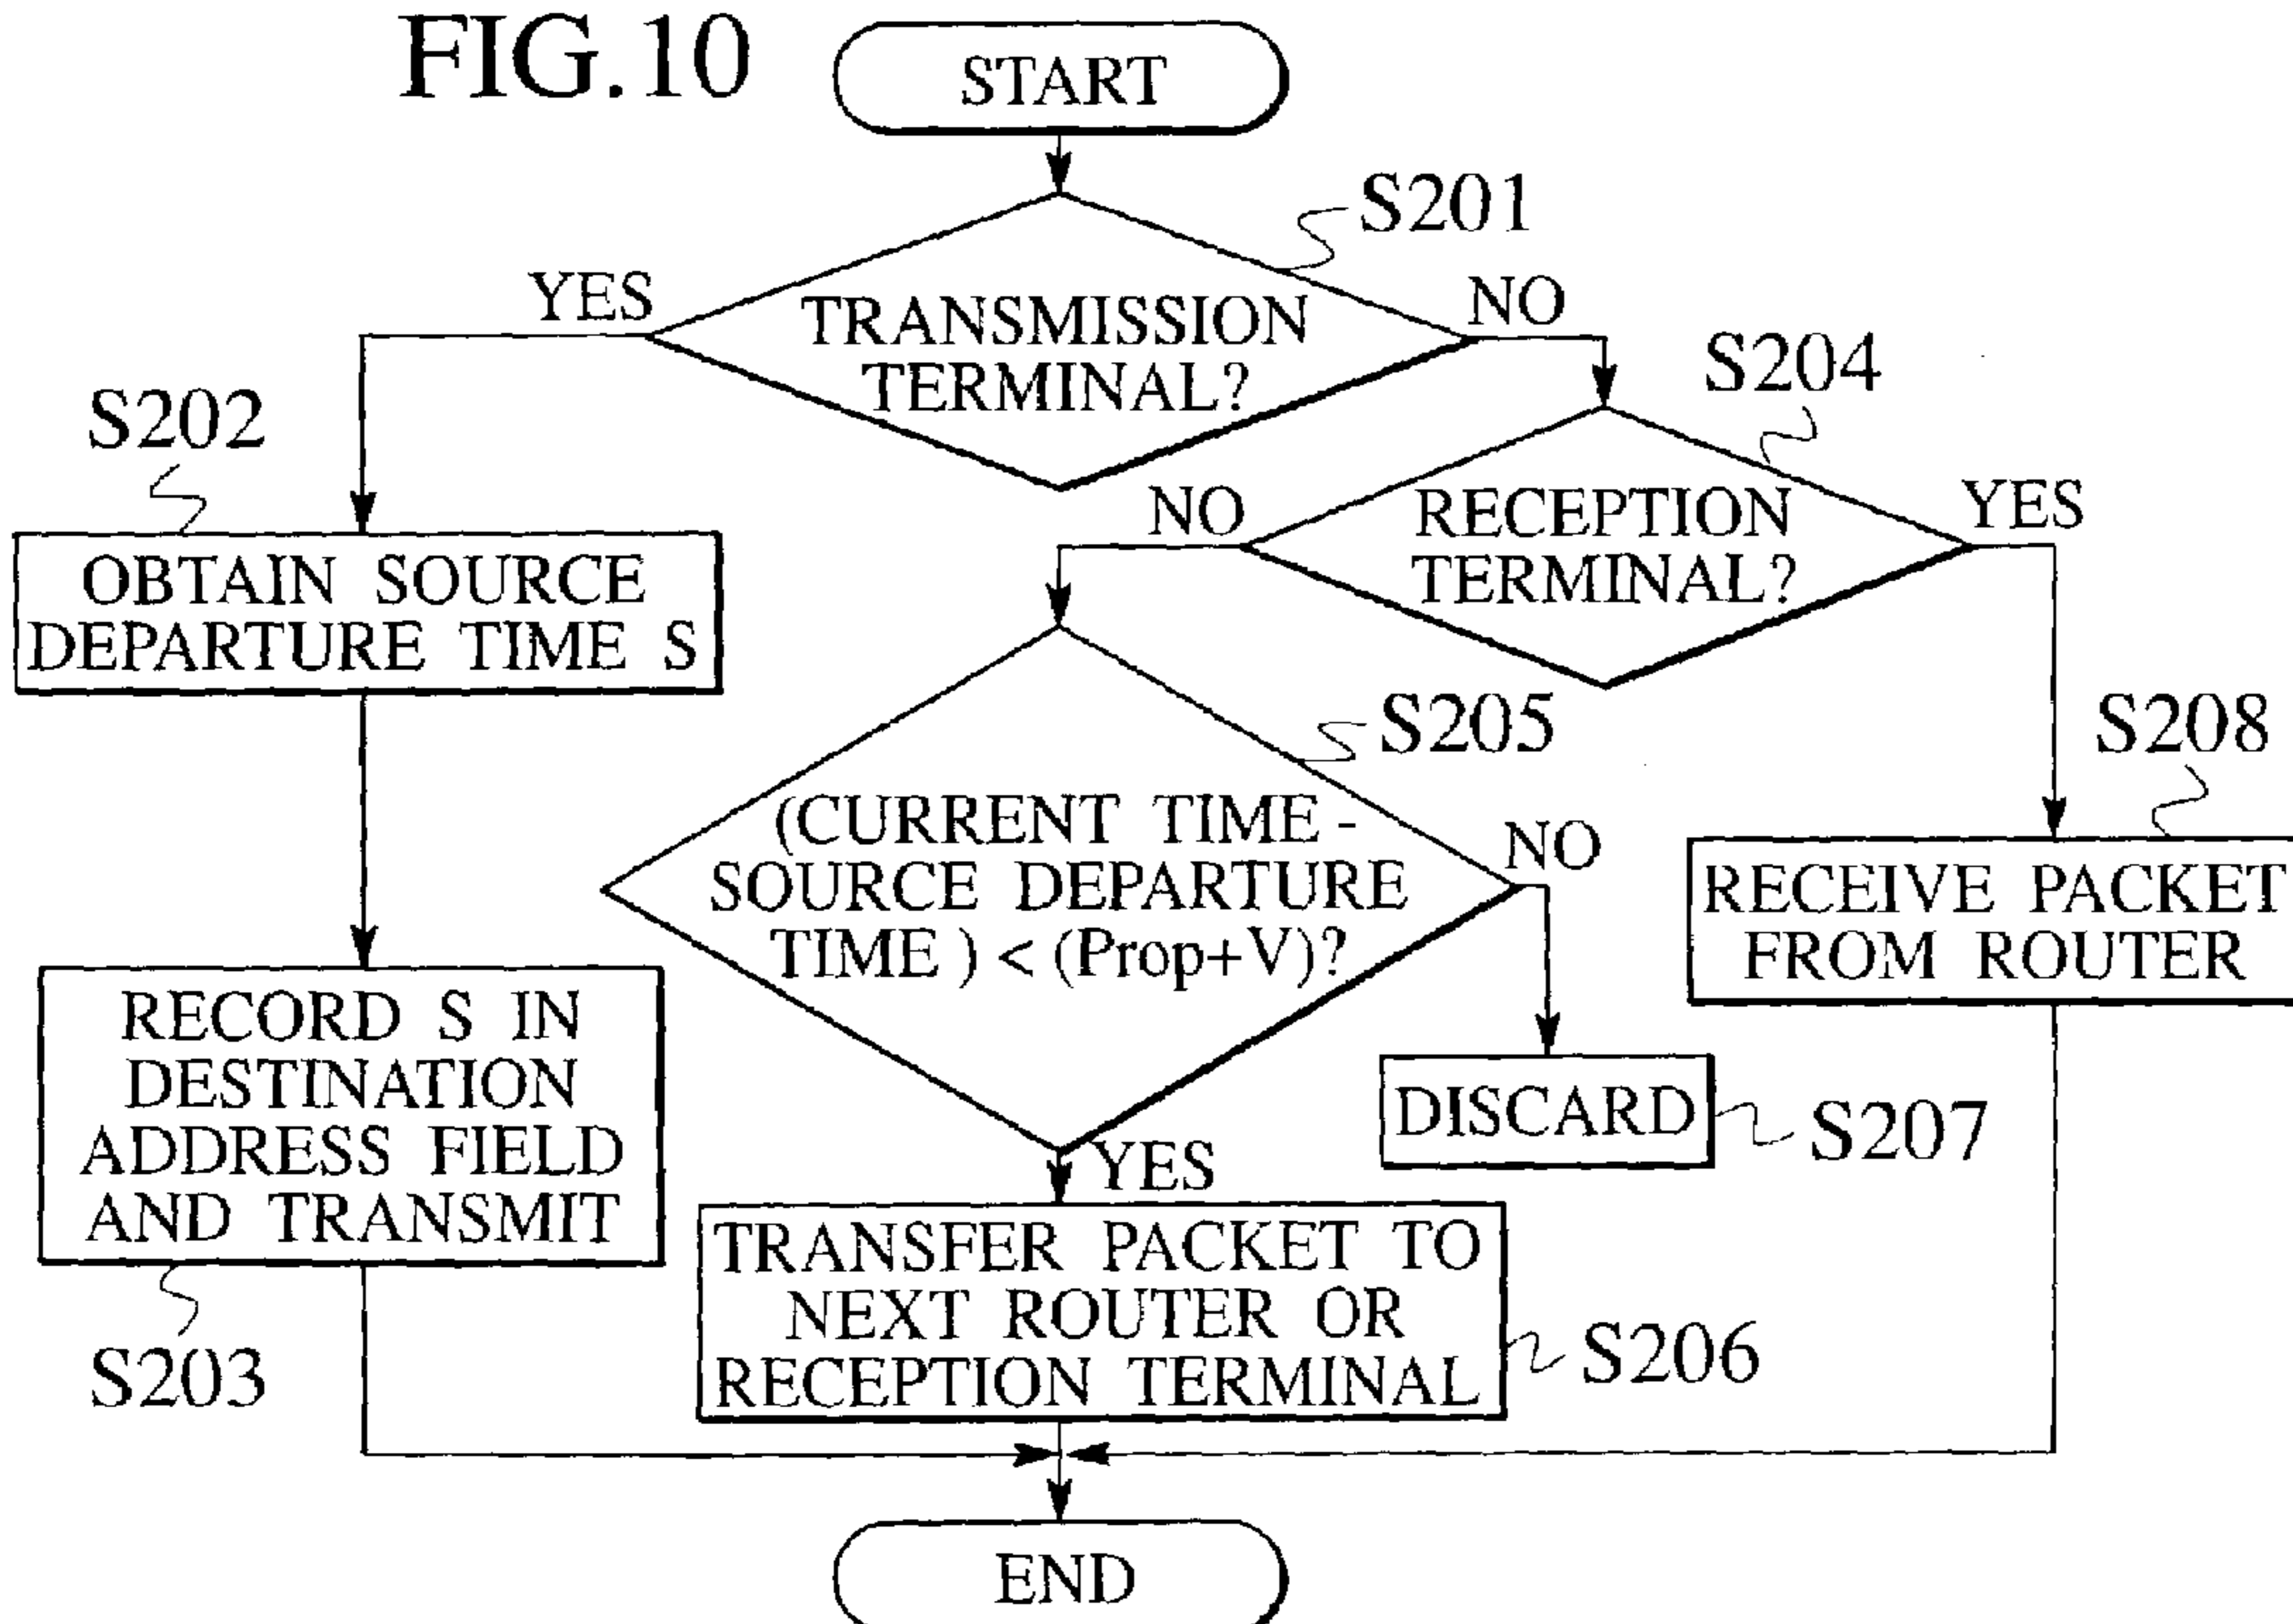 FIG.10
START
S201
YES
NO
TRANSMISSION
TERMINAL?
S204
S202
NO
YES
RECEPTION
TERMINAL?
OBTAIN SOURCE
DEPARTURE TIME S
S205
S208
(CURRENT TIME -
SOURCE DEPARTURE
TIME ) < (Prop+V)?
NO
RECEIVE PACKET
FROM ROUTER
RECORD S IN
DESTINATION
ADDRESS FIELD
AND TRANSMIT
DISCARD
S207
YES
TRANSFER PACKET TO
NEXT ROUTER OR
RECEPTION TERMINAL
S206
S203
END